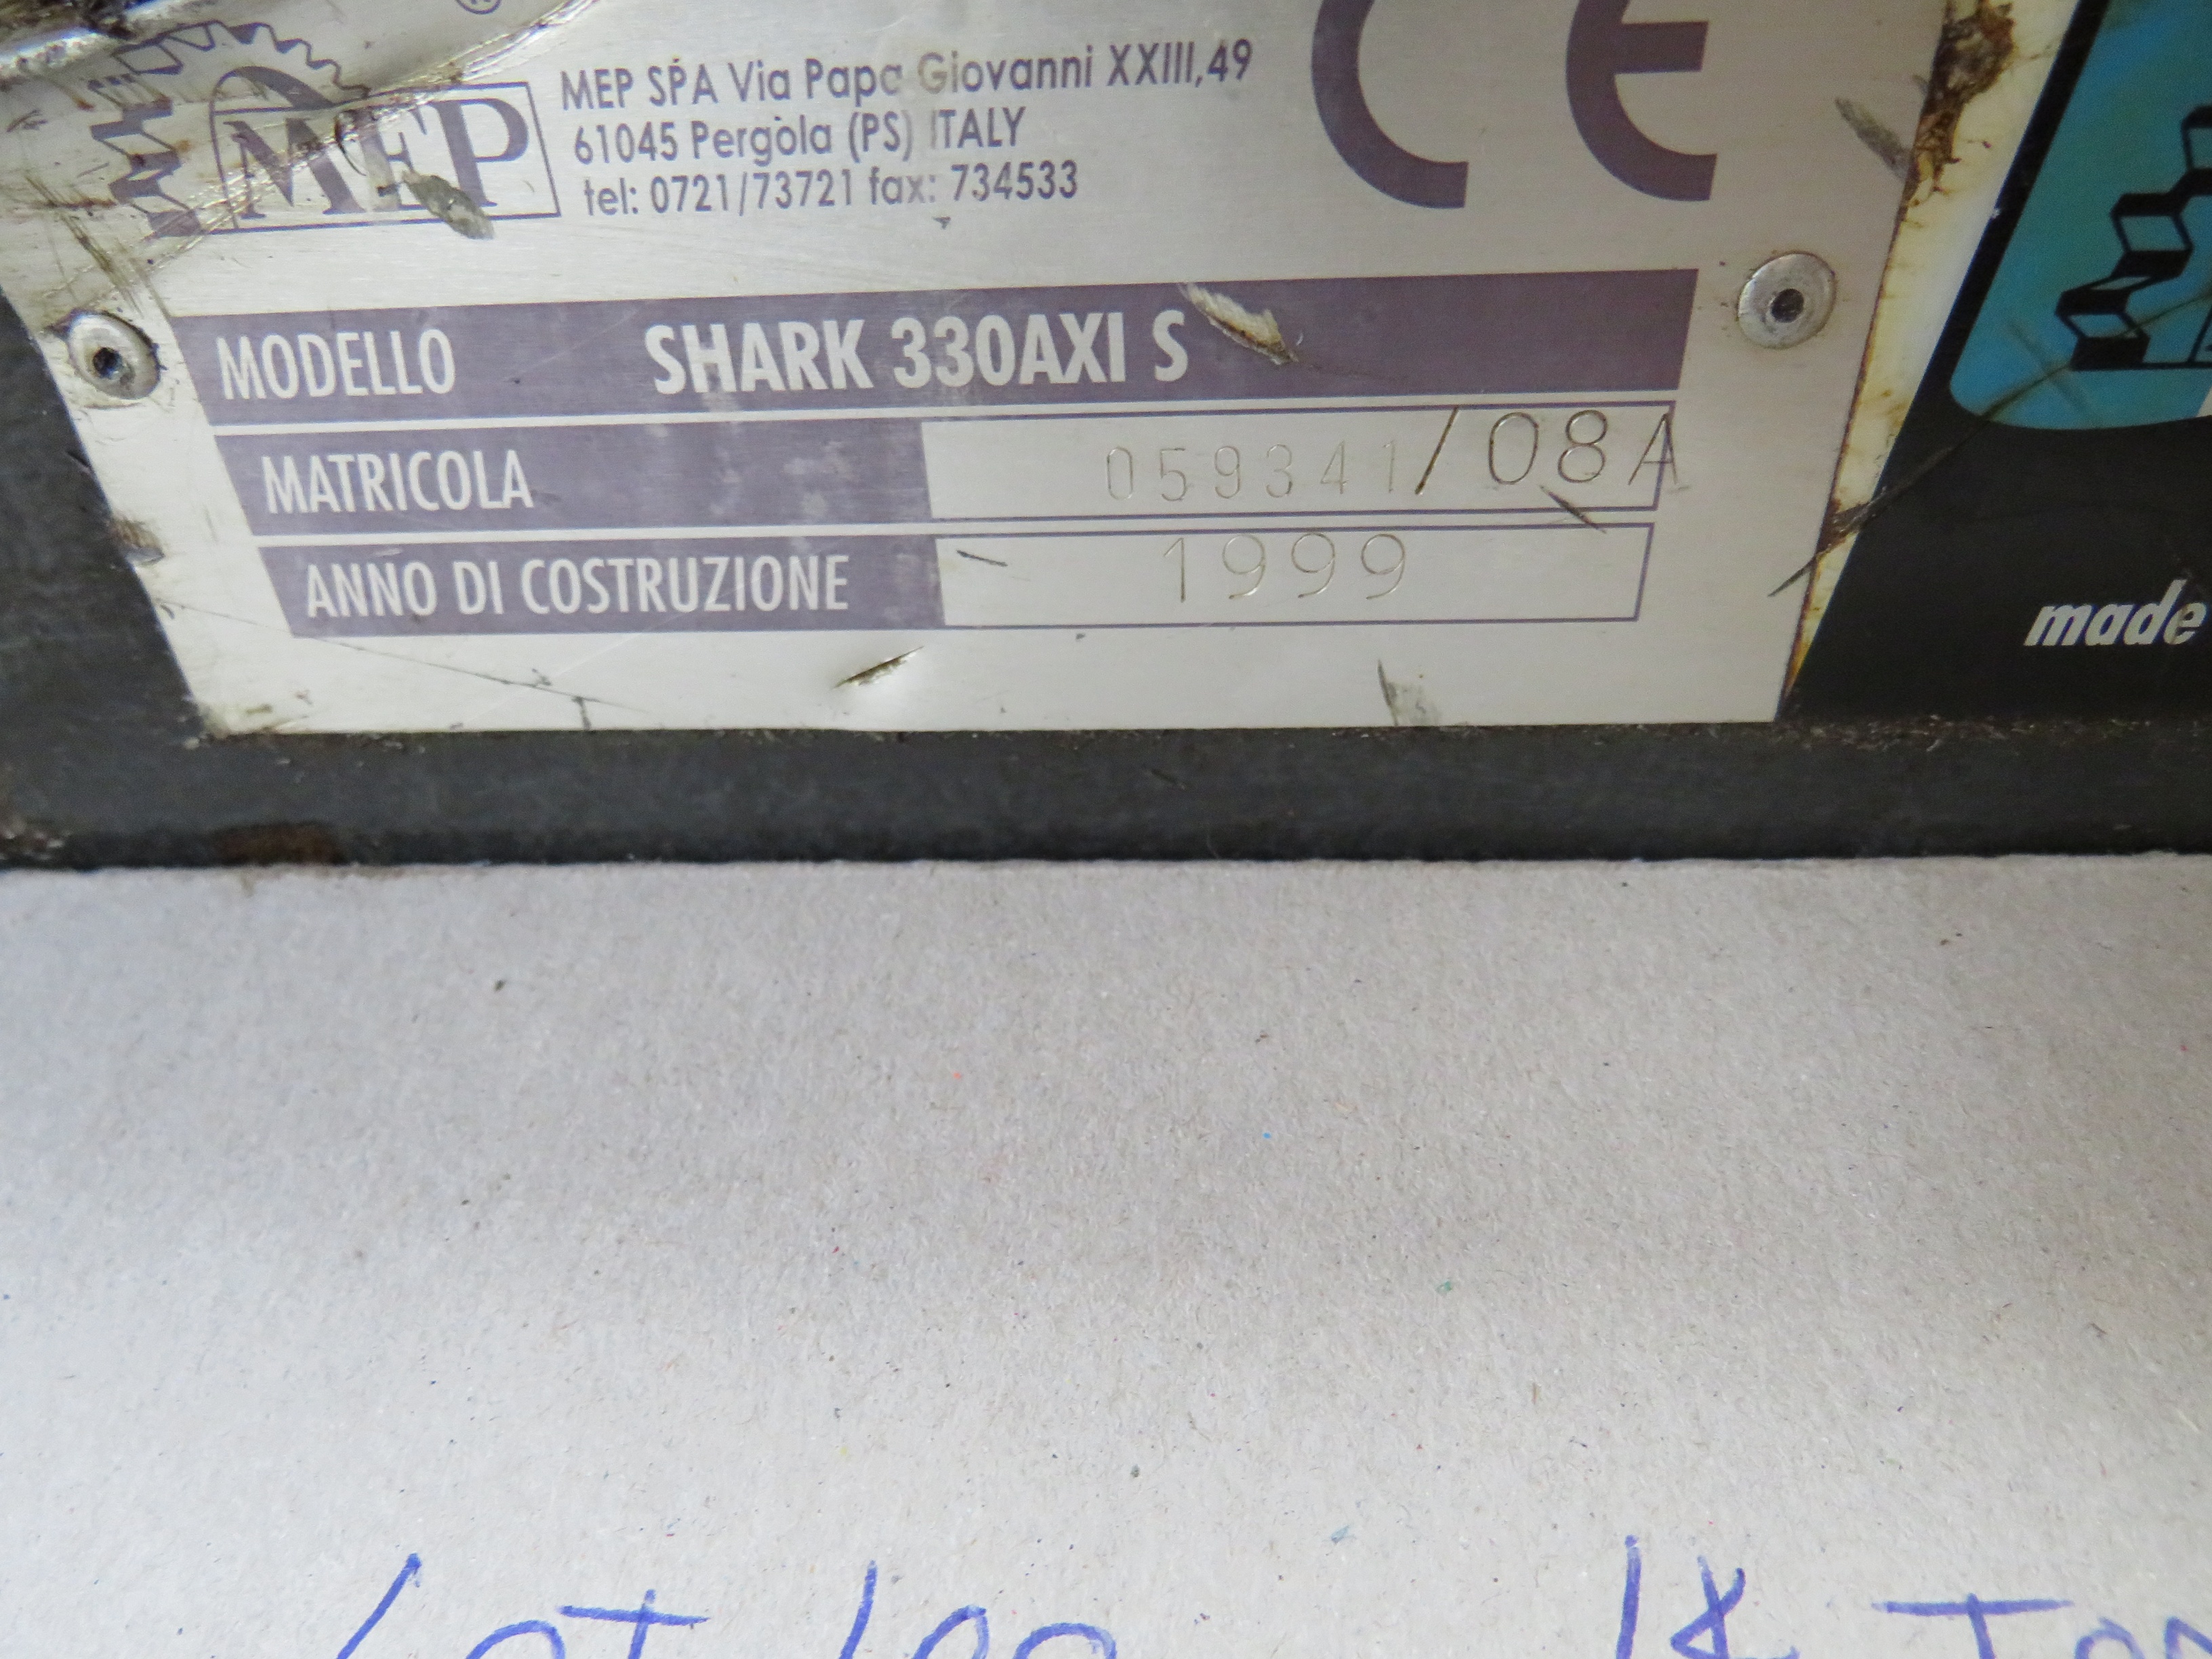 ®
MEP
MEP SPA Via Papa Giovanni XXIII,49
61045 Pergola (PS) ITALY
tel: 0721/73721 fax: 734533
CE
MODELLO SHARK 330AXI S
MATRICOLA 059341/08A
ANNO DI COSTRUZIONE 1999
made